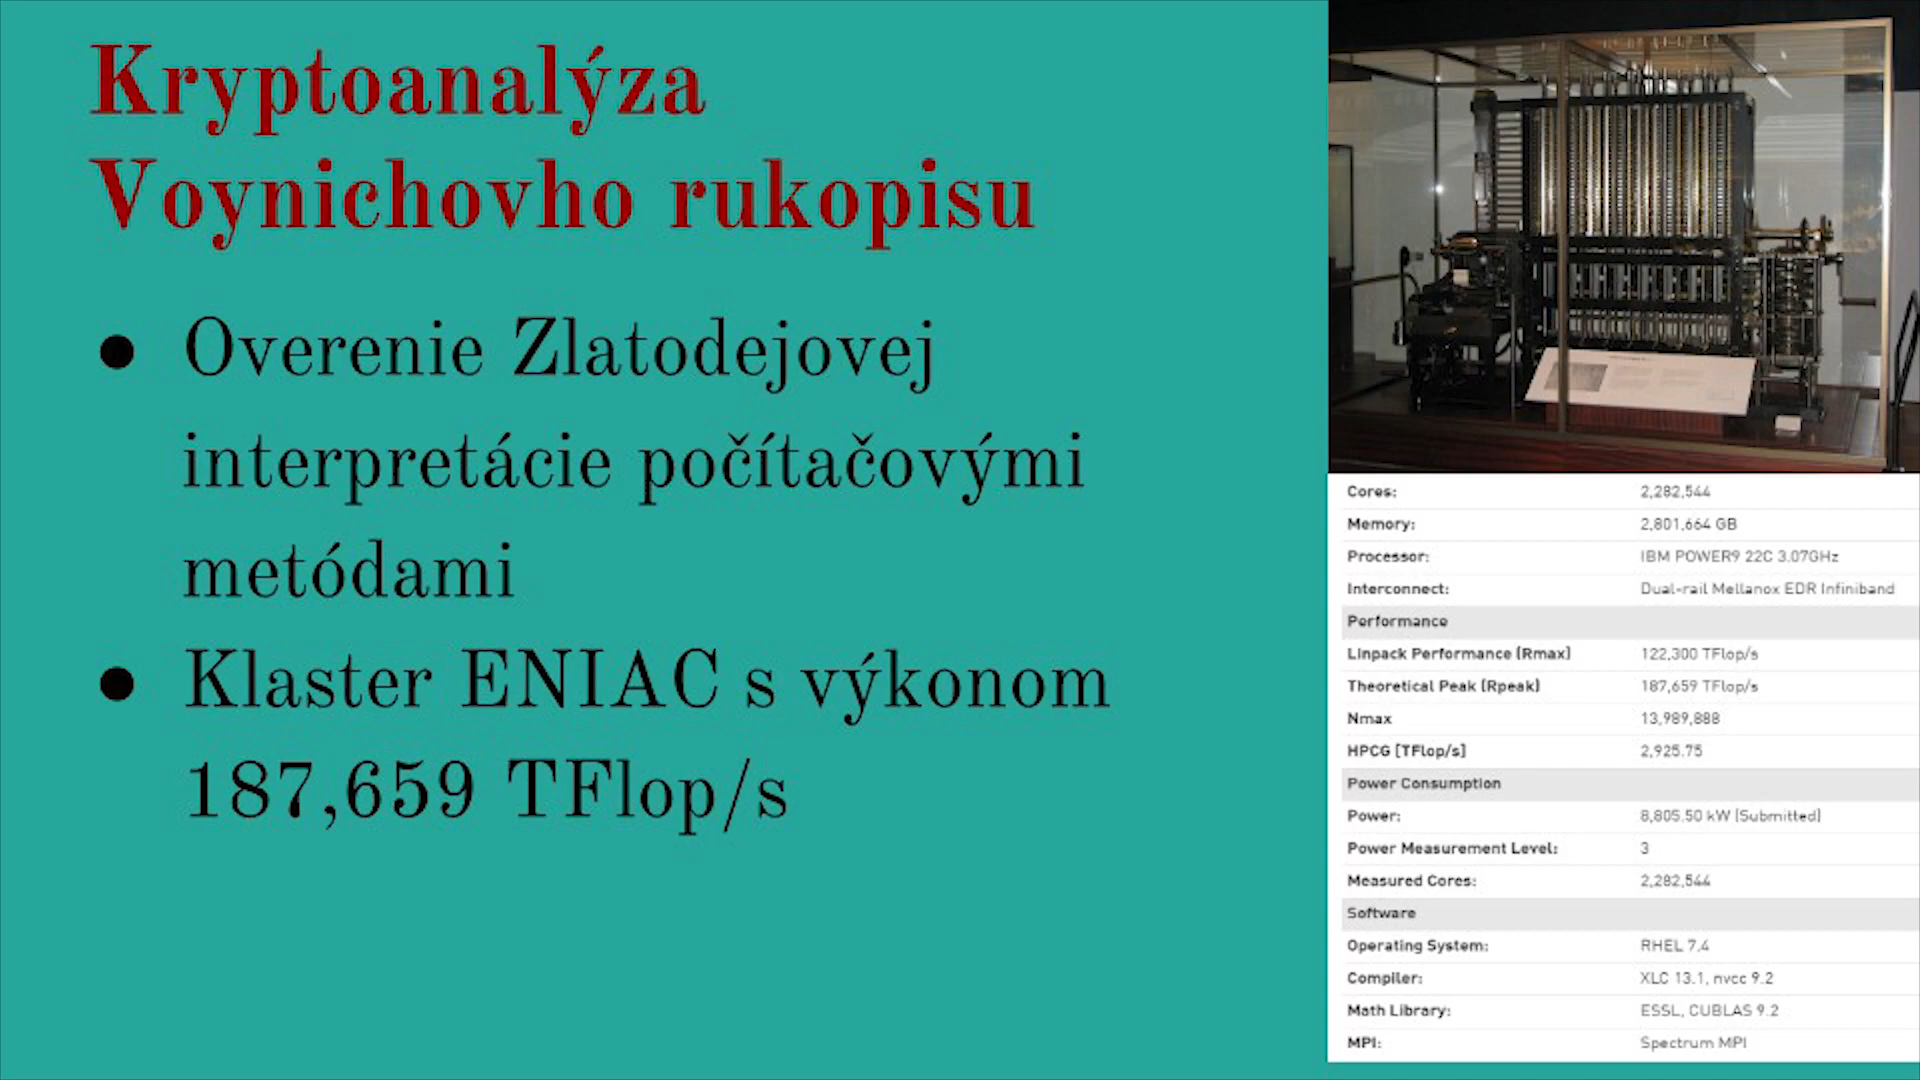 Kryptoanalýza
Voynichovho rukopisu
● Overenie Zlatodejovej
interpretácie počítačovými
metódami
● Klaster ENIAC s výkonom
187,659 TFlop/s
Cores: 2,282,544
Memory: 2,801,664 GB
Processor: IBM POWER9 22C 3.07GHz
Interconnect: Dual-rail Mellanox EDR Infiniband
Performance
Linpack Performance (Rmax) 122,300 TFlop/s
Theoretical Peak (Rpeak) 187,659 TFlop/s
Nmax 13,989,888
HPCG [TFlop/s] 2,925.75
Power Consumption
Power: 8,805.50 kW (Submitted)
Power Measurement Level: 3
Measured Cores: 2,282,544
Software
Operating System: RHEL 7.4
Compiler: XLC 13.1, nvcc 9.2
Math Library: ESSL, CUBLAS 9.2
MPI: Spectrum MPI